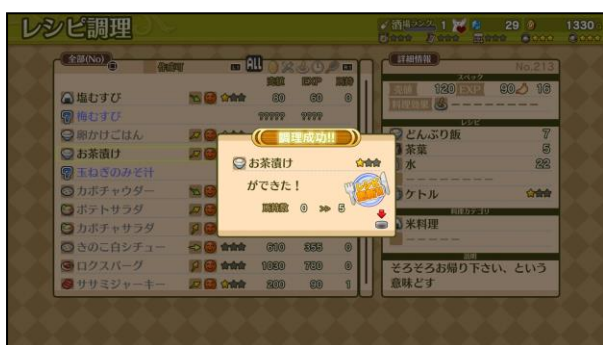 レシピ調理
酒場ランク 1 29 1330
全部(No) 作成可 ALL
売値 EXP 所持
塩むすび 80 60 0
梅むすび ????? ????
卵かけごはん
お茶漬け
玉ねぎのみそ汁
カボチャウダー
ポテトサラダ
カボチャサラダ
きのこ白シチュー 610 355 0
ロクスバーグ 1030 780 0
ササミジャーキー 200 90 1
調理成功!!
お茶漬け
ができた!
所持数 0 >> 5
詳細情報 No.213
スペック
売値 120 EXP 90 16
料理効果 - - - - - - - -
レシピ
どんぶり飯 7
茶葉 5
水 22
- - - - - - - -
ケトル
料理カテゴリ
米料理
- - - - -
説明
そろそろお帰り下さい、という
意味どす